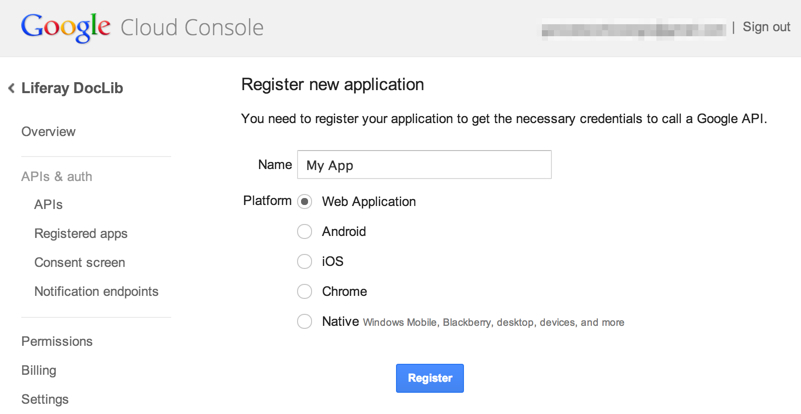 Google Cloud Console
| Sign out
Liferay DocLib
Overview
APIs & auth
APIs
Registered apps
Consent screen
Notification endpoints
Permissions
Billing
Settings
Register new application
You need to register your application to get the necessary credentials to call a Google API.
Name My App
Platform Web Application
Android
iOS
Chrome
Native Windows Mobile, Blackberry, desktop, devices, and more
Register